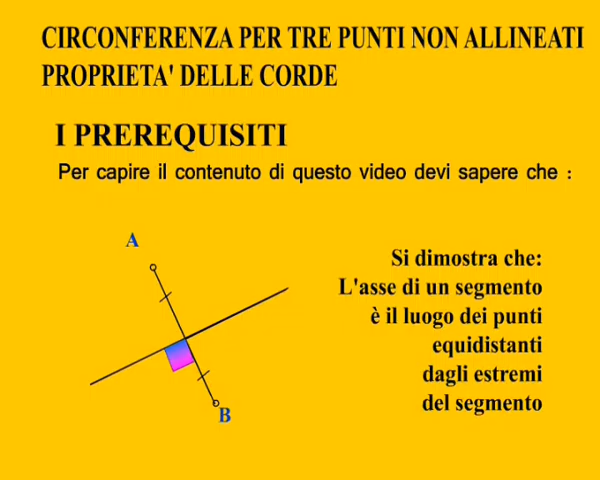 CIRCONFERENZA PER TRE PUNTI NON ALLINEATI
PROPRIETA' DELLE CORDE
I PREREQUISITI
Per capire il contenuto di questo video devi sapere che :
A
Si dimostra che:
L'asse di un segmento
è il luogo dei punti
equidistanti
dagli estremi
del segmento
B